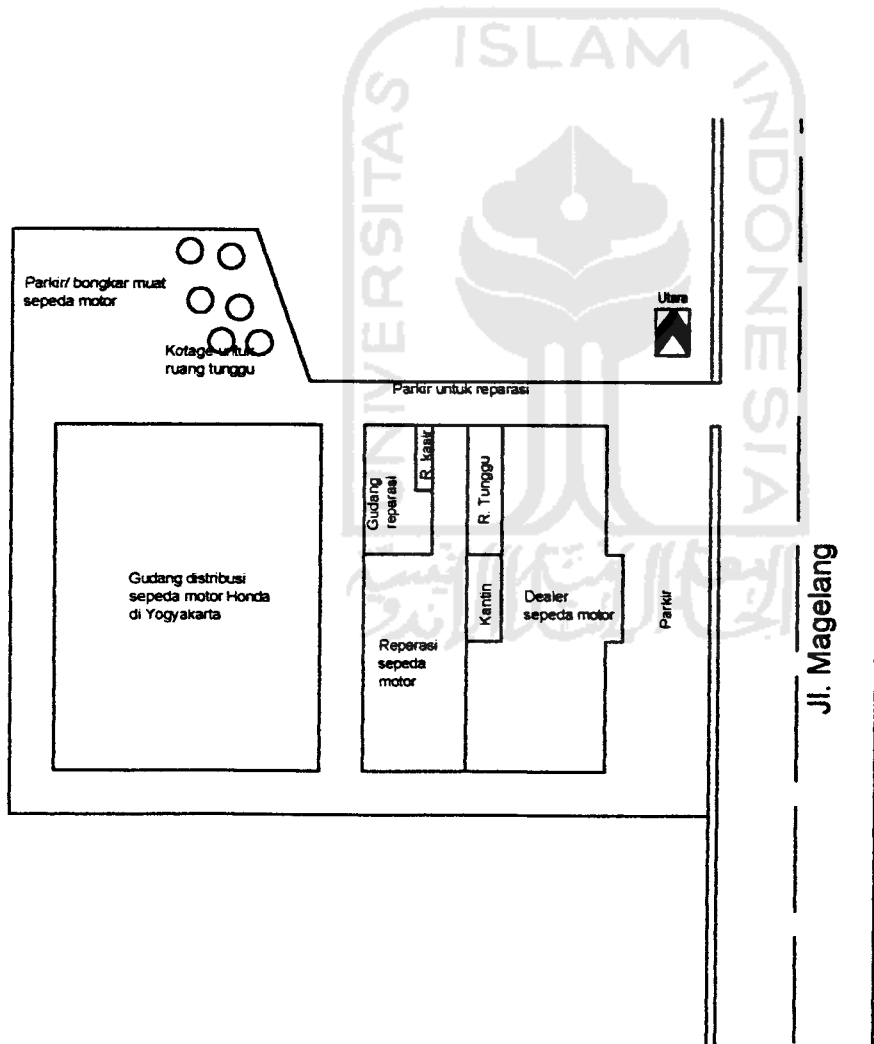 UNIVERSITAS
ISLAM
INDONESIA
Utara
Parkir/ bongkar muat
sepeda motor
Kotage untuk
ruang tunggu
Parkir untuk reparasi
Gudang
reparasi
R. kasir
R. Tunggu
Gudang distribusi
sepeda motor Honda
di Yogyakarta
Kantin
Dealer
sepeda motor
Parkir
Reparasi
sepeda
motor
Jl. Magelang